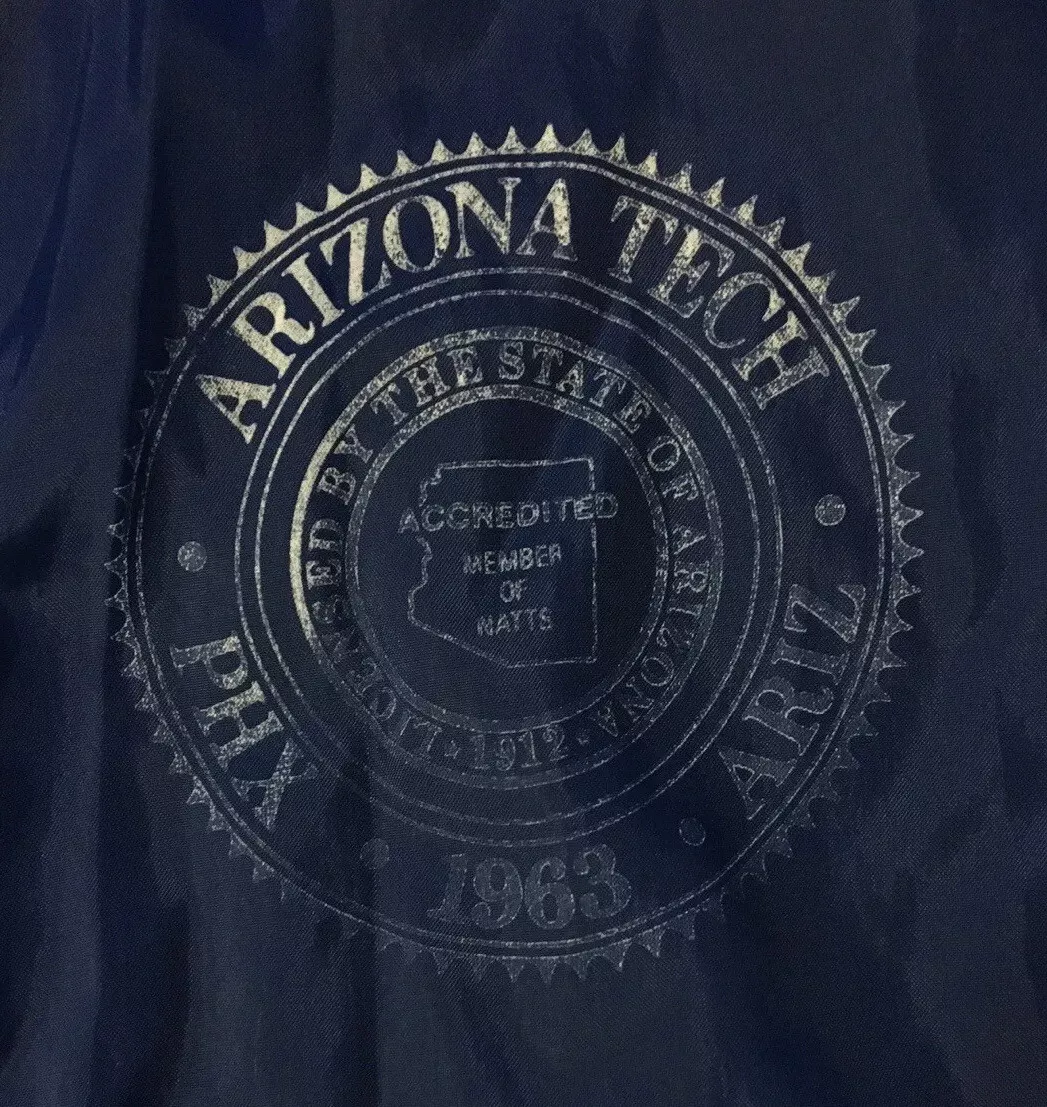 ARIZONA TECH
PHX • 1963 • ARIZ
LICENSED BY THE STATE OF ARIZONA
• 1912 •
ACCREDITED
MEMBER
OF
NATTS